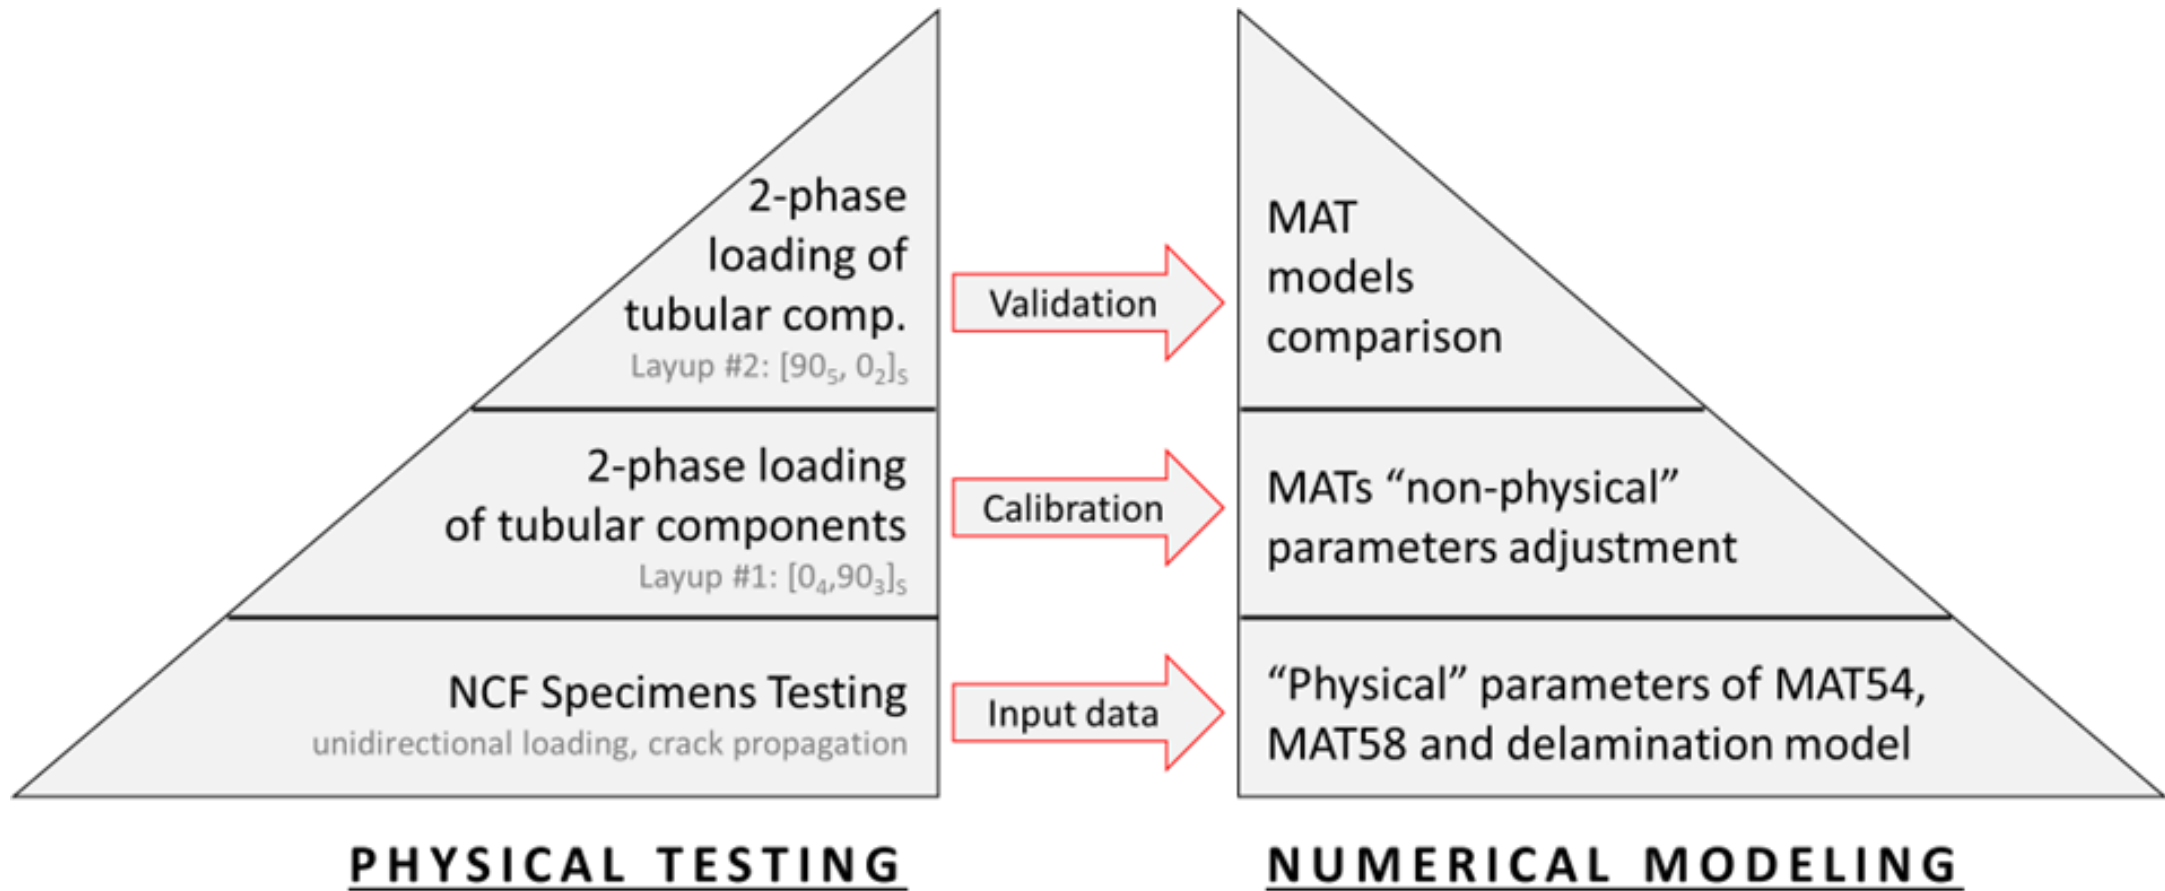 2-phase
loading of
tubular comp.
Layup #2: [90₅, 0₂]ₛ
Validation
MAT
models
comparison
2-phase loading
of tubular components
Layup #1: [0₄,90₃]ₛ
Calibration
MATs “non-physical”
parameters adjustment
NCF Specimens Testing
unidirectional loading, crack propagation
Input data
“Physical” parameters of MAT54,
MAT58 and delamination model
PHYSICAL TESTING
NUMERICAL MODELING